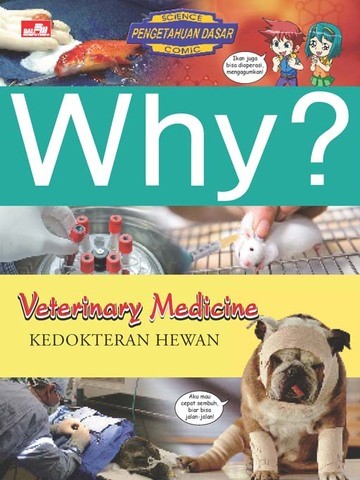 SCIENCE
PENGETAHUAN DASAR
COMIC
Ikan juga
bisa dioperasi,
mengagumkan!
Why?
Veterinary Medicine
KEDOKTERAN HEWAN
Aku mau
cepat sembuh,
biar bisa
jalan-jalan!